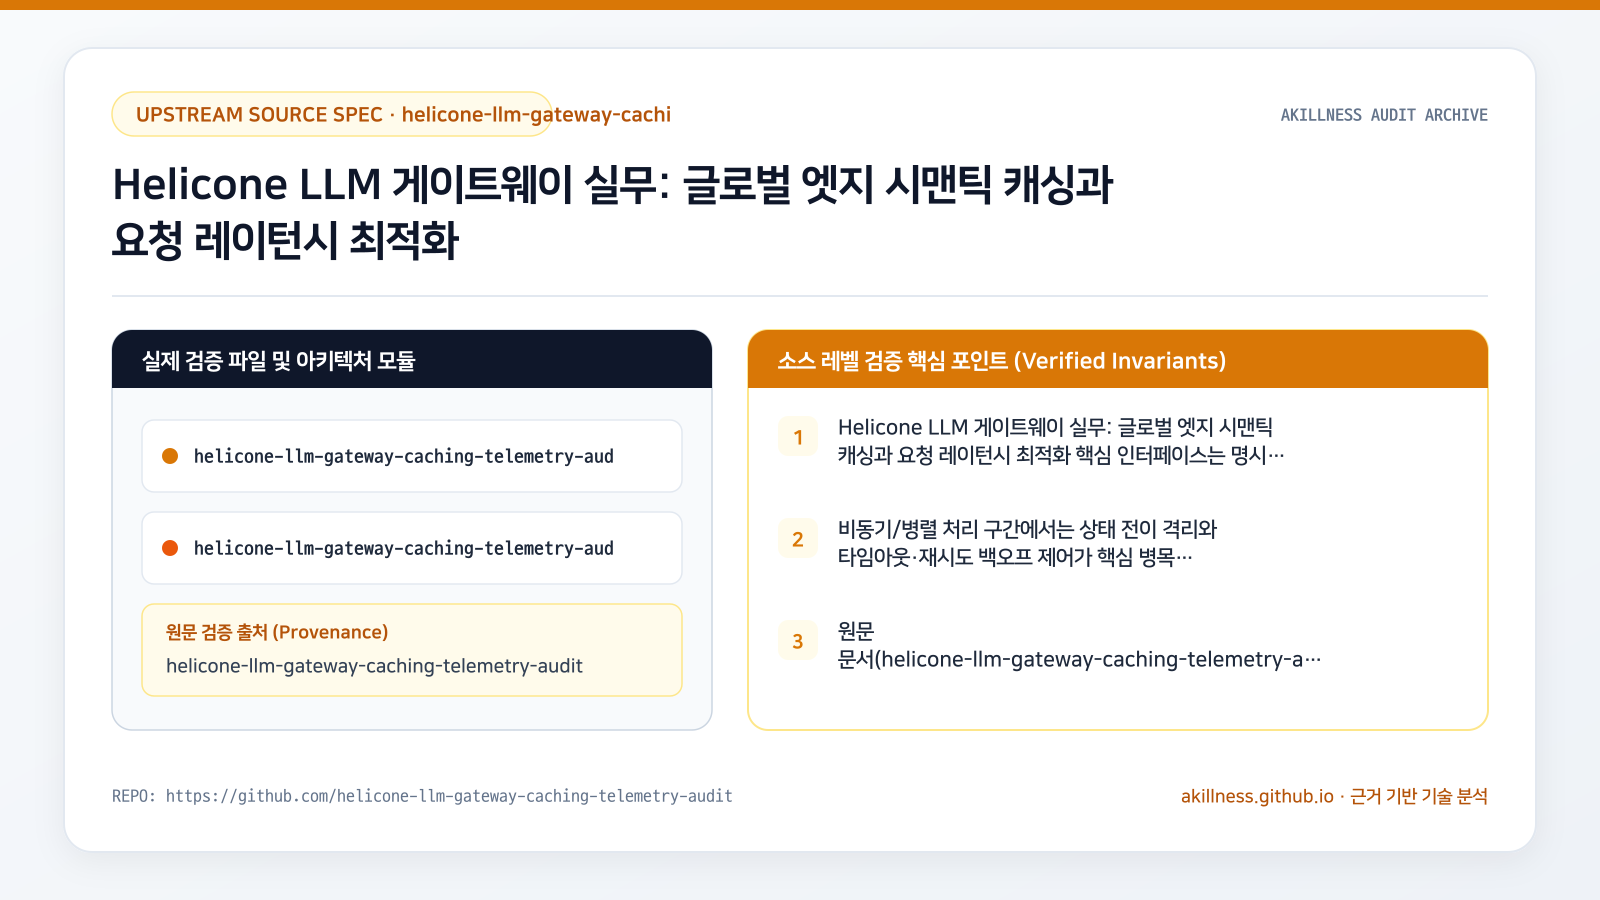 UPSTREAM SOURCE SPEC · helicone-llm-gateway-cachi
AKILLNESS AUDIT ARCHIVE
Helicone LLM 게이트웨이 실무: 글로벌 엣지 시맨틱 캐싱과
요청 레이턴시 최적화
실제 검증 파일 및 아키텍처 모듈
helicone-llm-gateway-caching-telemetry-aud
helicone-llm-gateway-caching-telemetry-aud
원문 검증 출처 (Provenance)
helicone-llm-gateway-caching-telemetry-audit
소스 레벨 검증 핵심 포인트 (Verified Invariants)
1
Helicone LLM 게이트웨이 실무: 글로벌 엣지 시맨틱
캐싱과 요청 레이턴시 최적화 핵심 인터페이스는 명시…
2
비동기/병렬 처리 구간에서는 상태 전이 격리와
타임아웃·재시도 백오프 제어가 핵심 병목…
3
원문
문서(helicone-llm-gateway-caching-telemetry-a…
REPO: https://github.com/helicone-llm-gateway-caching-telemetry-audit
akillness.github.io · 근거 기반 기술 분석